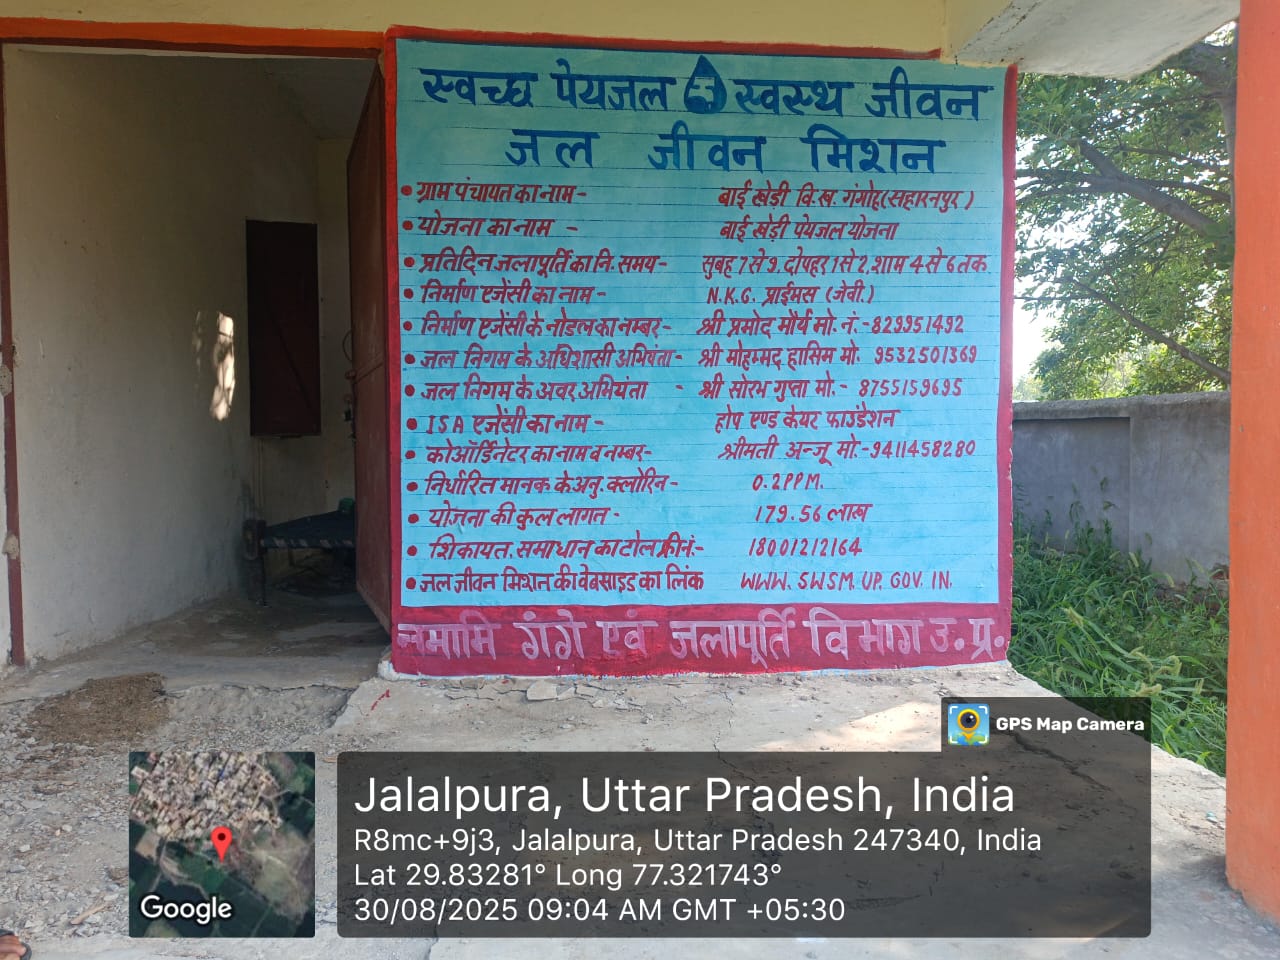 स्वच्छ पेयजल स्वस्थ जीवन
जल जीवन मिशन
• ग्राम पंचायत का नाम - बाई खेड़ी वि.ख. गंगोह (सहारनपुर)
• योजना का नाम - बाई खेड़ी पेयजल योजना
• प्रतिदिन जलापूर्ति का नि. समय - सुबह 7 से 9, दोपहर 1 से 2, शाम 4 से 6 तक
• निर्माण एजेंसी का नाम - N.K.G. प्राईमस (जेवी.)
• निर्माण एजेंसी के नोडल का नम्बर - श्री प्रमोद मौर्य मो. नं. - 829951492
• जल निगम के अधिशासी अभियंता - श्री मोहम्मद हासिम मो. 9532501369
• जल निगम के अवर अभियंता - श्री सोरभ गुप्ता मो. - 8755159695
• ISA एजेंसी का नाम - होप एण्ड केयर फाउंडेशन
• कोऑर्डिनेटर का नाम व नम्बर - श्रीमती अन्जू मो. - 9411458280
• निर्धारित मानक के अनु. क्लोरिन - 0.2PPM.
• योजना की कुल लागत - 179.56 लाख
• शिकायत. समाधान का टोल फ्री नं. - 18001212164
• जल जीवन मिशन की वेबसाइड का लिंक WWW. SWSM. UP. GOV. IN.
नमामि गंगे एवं जलापूर्ति विभाग उ. प्र.
GPS Map Camera
Jalalpura, Uttar Pradesh, India
R8mc+9j3, Jalalpura, Uttar Pradesh 247340, India
Lat 29.83281° Long 77.321743°
30/08/2025 09:04 AM GMT +05:30
Google